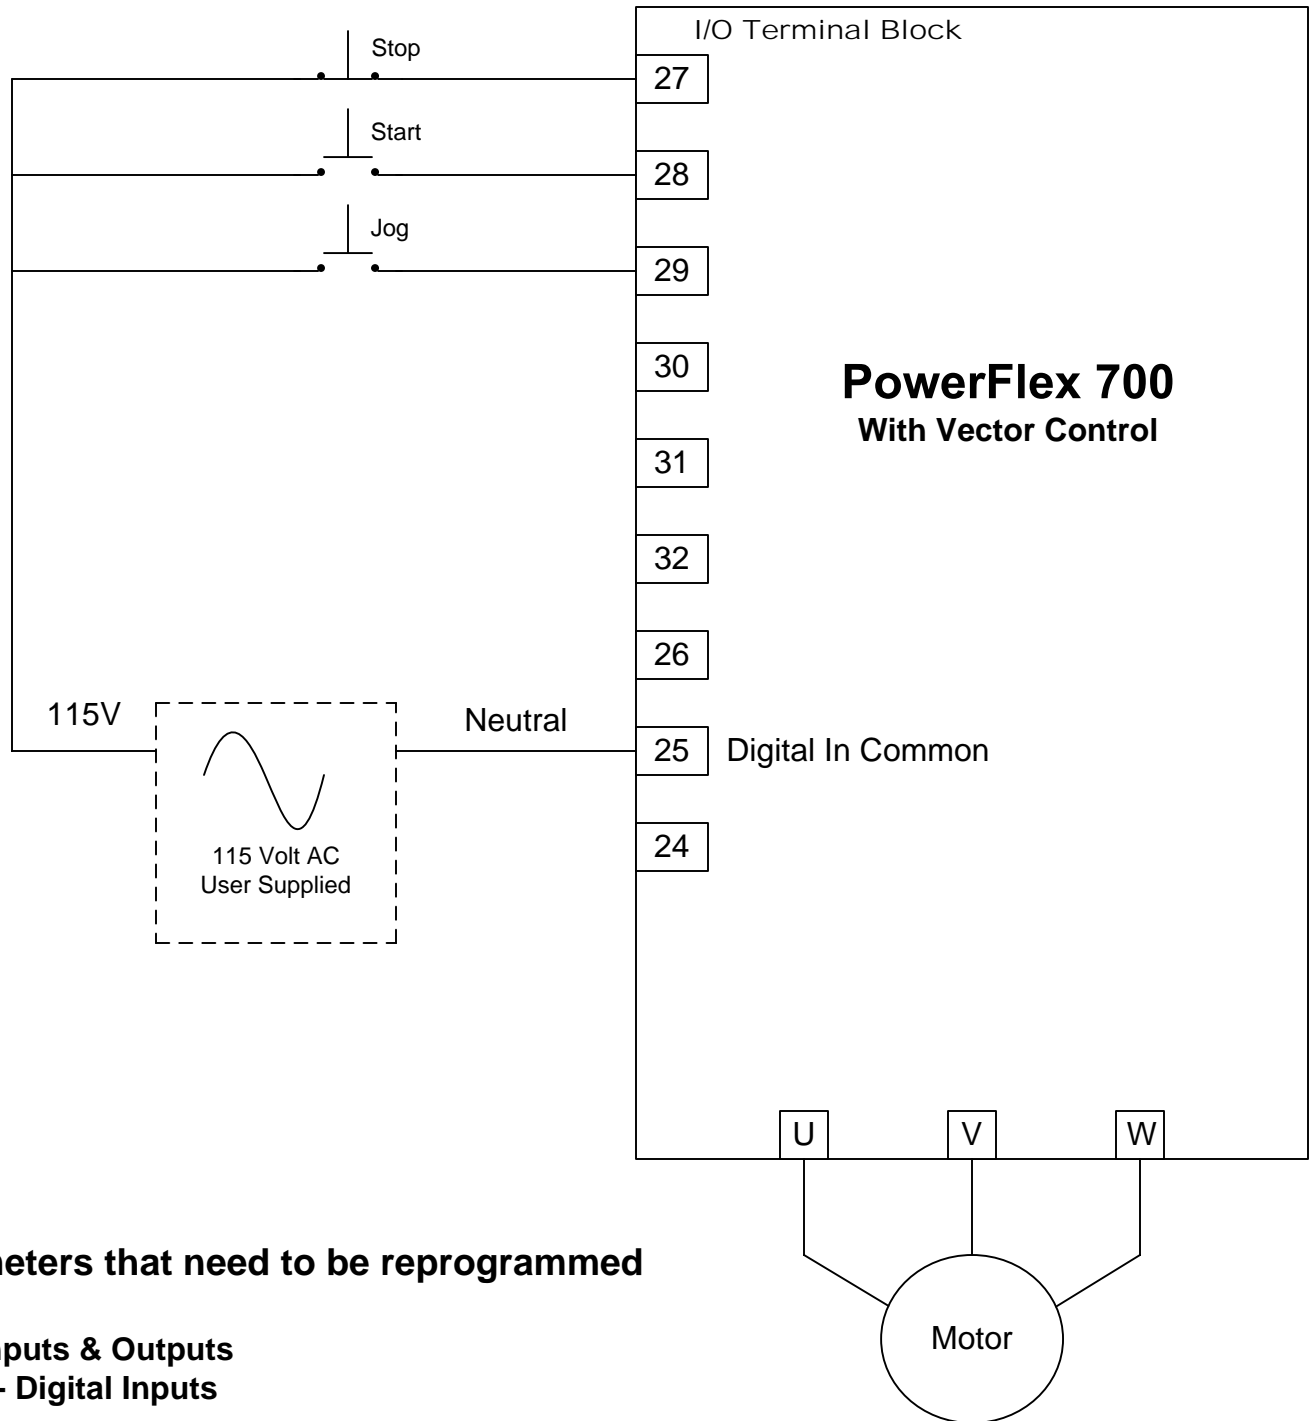 I/O Terminal Block
Stop
27
Start
28
Jog
29
30
PowerFlex 700
With Vector Control
31
32
26
115V
Neutral
25 Digital In Common
115 Volt AC
User Supplied
24
U V W
that need to be reprogrammed
& Outputs
- Digital Inputs
Motor